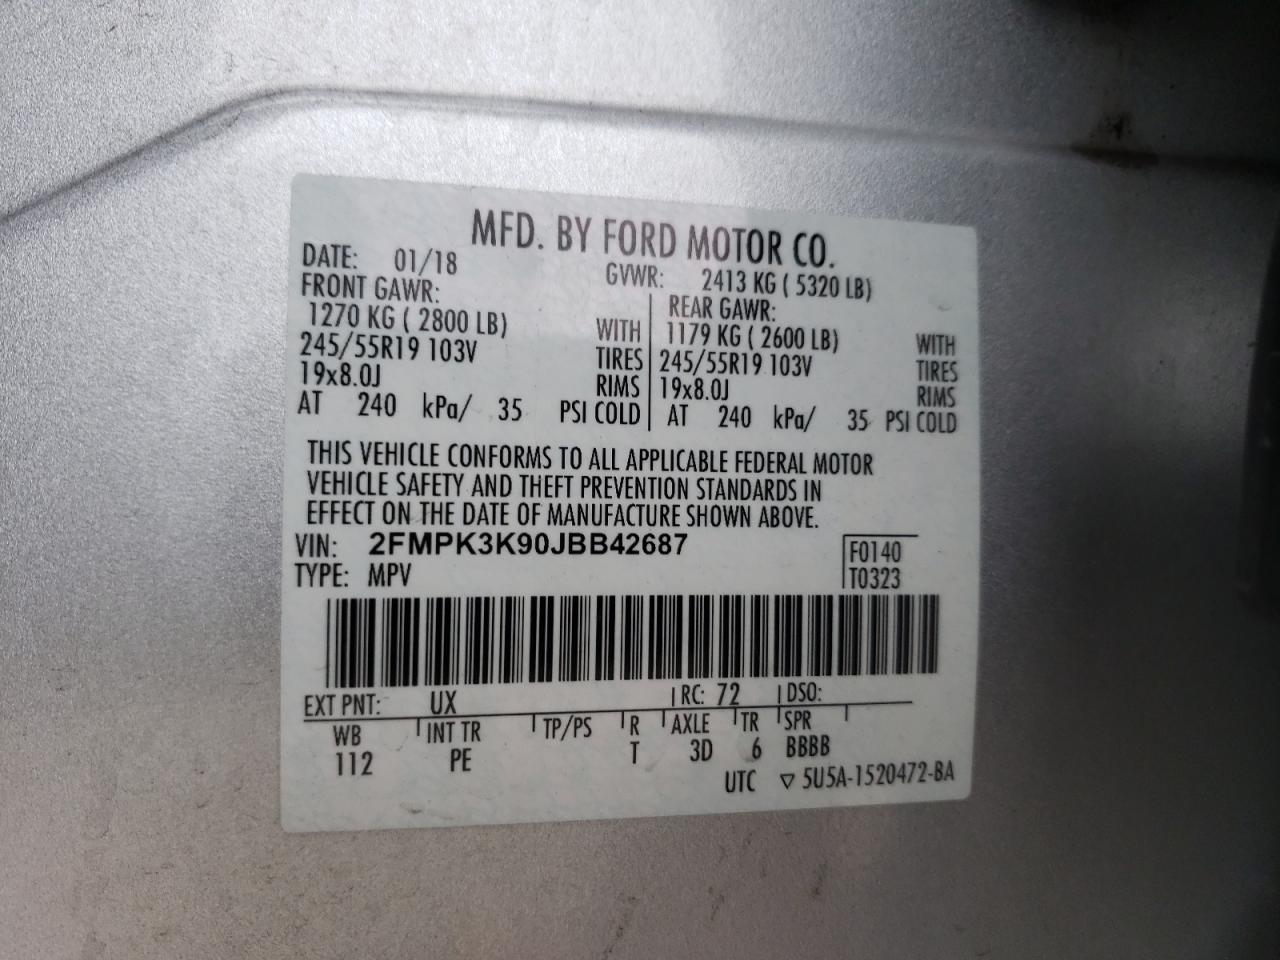 MFD. BY FORD MOTOR CO.
DATE: 01/18 GVWR: 2413 KG ( 5320 LB)
FRONT GAWR: REAR GAWR:
1270 KG ( 2800 LB) WITH 1179 KG ( 2600 LB) WITH
245/55R19 103V TIRES 245/55R19 103V TIRES
19x8.0J RIMS 19x8.0J RIMS
AT 240 kPa/ 35 PSI COLD AT 240 kPa/ 35 PSI COLD
THIS VEHICLE CONFORMS TO ALL APPLICABLE FEDERAL MOTOR
VEHICLE SAFETY AND THEFT PREVENTION STANDARDS IN
EFFECT ON THE DATE OF MANUFACTURE SHOWN ABOVE.
VIN: 2FMPK3K90JBB42687 F0140
TYPE: MPV T0323
EXT PNT: UX RC: 72 DSO:
WB INT TR TP/PS R AXLE TR SPR
112 PE T 3D 6 BBBB
UTC ▽ 5U5A-1520472-BA